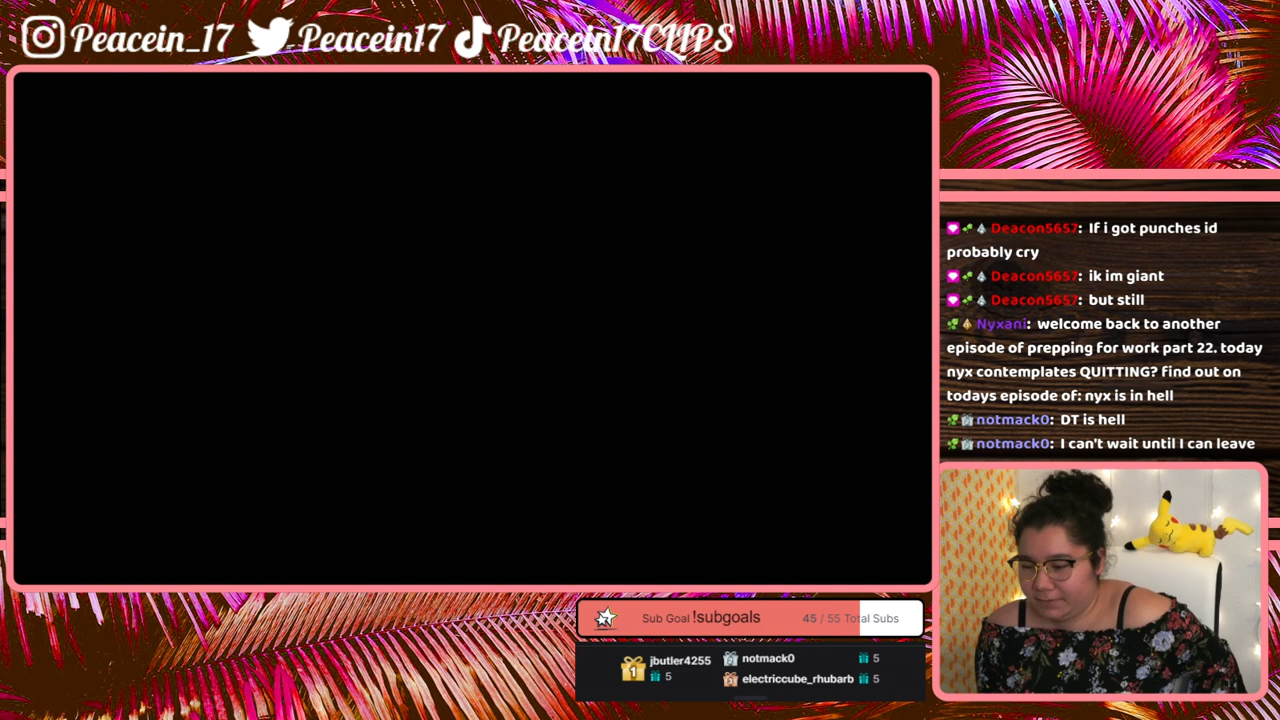 Peacein_17 Peacein17 Peacein17CLIPS
Deacon5657: If i got punches id
probably cry
Deacon5657: ik im giant
Deacon5657: but still
Nyxani: welcome back to another
episode of prepping for work part 22. today
nyx contemplates QUITTING? find out on
todays episode of: nyx is in hell
notmack0: DT is hell
notmack0: I can't wait until I can leave
Sub Goal !subgoals 45 / 55 Total Subs
1 jbutler4255
5
2 notmack0 5
3 electriccube_rhubarb 5